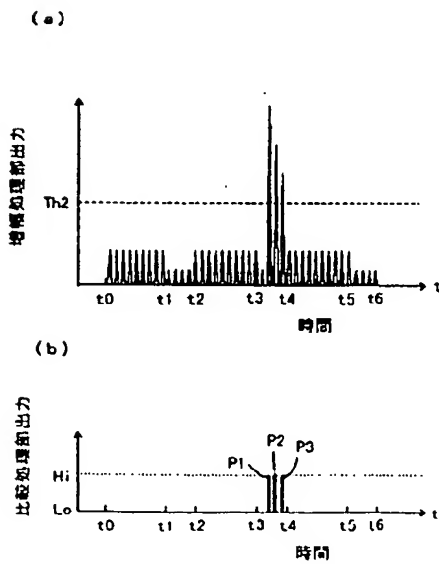 (a)
増幅処理部出力
Th2
t0 t1 t2 t3 t4 t5 t6 t
時間
(b)
比較処理部出力
P1 P2 P3
Hi
Lo
t0 t1 t2 t3 t4 t5 t6 t
時間